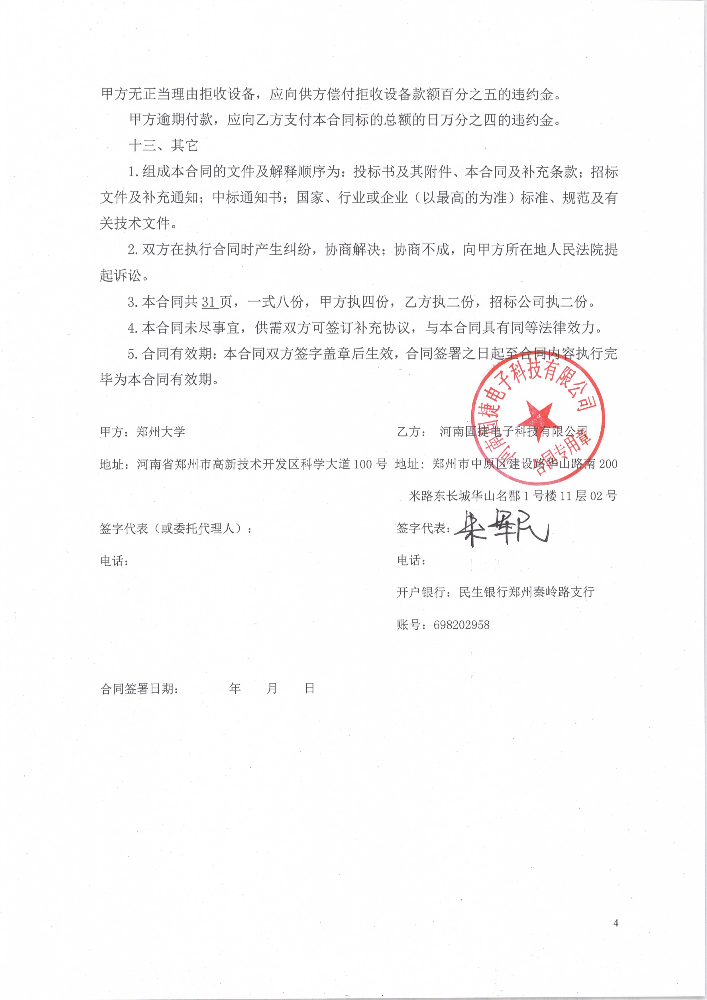 甲方无正当理由拒收设备，应向供方偿付拒收设备款额百分之五的违约金。
甲方逾期付款，应向乙方支付本合同标的总额的日万分之四的违约金。
十三、其它
1.组成本合同的文件及解释顺序为：投标书及其附件、本合同及补充条款；招标
文件及补充通知；中标通知书；国家、行业或企业（以最高的为准）标准、规范及有
关技术文件。
2.双方在执行合同时产生纠纷，协商解决；协商不成，向甲方所在地人民法院提
起诉讼。
3.本合同共 31 页，一式八份，甲方执四份，乙方执二份，招标公司执二份。
4.本合同未尽事宜，供需双方可签订补充协议，与本合同具有同等法律效力。
5.合同有效期：本合同双方签字盖章后生效，合同签署之日起至合同内容执行完
毕为本合同有效期。
河南固捷电子科技有限公司
合同专用章
甲方：郑州大学
乙方： 河南固捷电子科技有限公司
地址：河南省郑州市高新技术开发区科学大道 100 号
地址: 郑州市中原区建设路华山路南 200
米路东长城华山名郡 1 号楼 11 层 02 号
签字代表（或委托代理人）：
签字代表：
电话：
电话：
开户银行：民生银行郑州秦岭路支行
账号：698202958
合同签署日期： 年 月 日
4